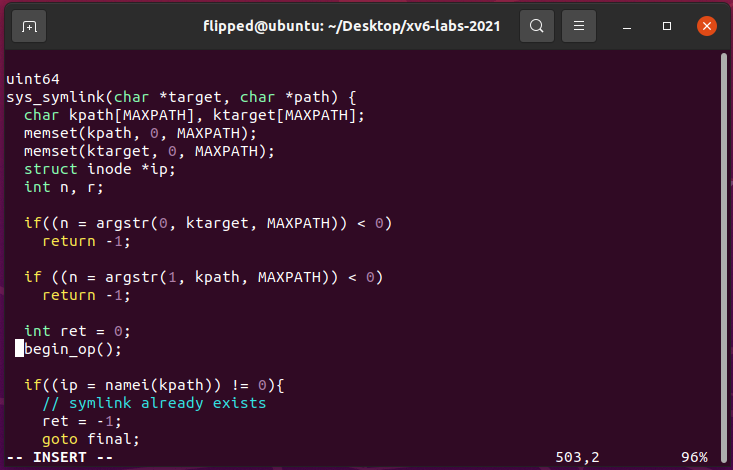 flipped@ubuntu: ~/Desktop/xv6-labs-2021
uint64
sys_symlink(char *target, char *path) {
  char kpath[MAXPATH], ktarget[MAXPATH];
  memset(kpath, 0, MAXPATH);
  memset(ktarget, 0, MAXPATH);
  struct inode *ip;
  int n, r;

  if((n = argstr(0, ktarget, MAXPATH)) < 0)
    return -1;

  if ((n = argstr(1, kpath, MAXPATH)) < 0)
    return -1;

  int ret = 0;
  begin_op();

  if((ip = namei(kpath)) != 0){
    // symlink already exists
    ret = -1;
    goto final;
-- INSERT --                                                 503,2         96%